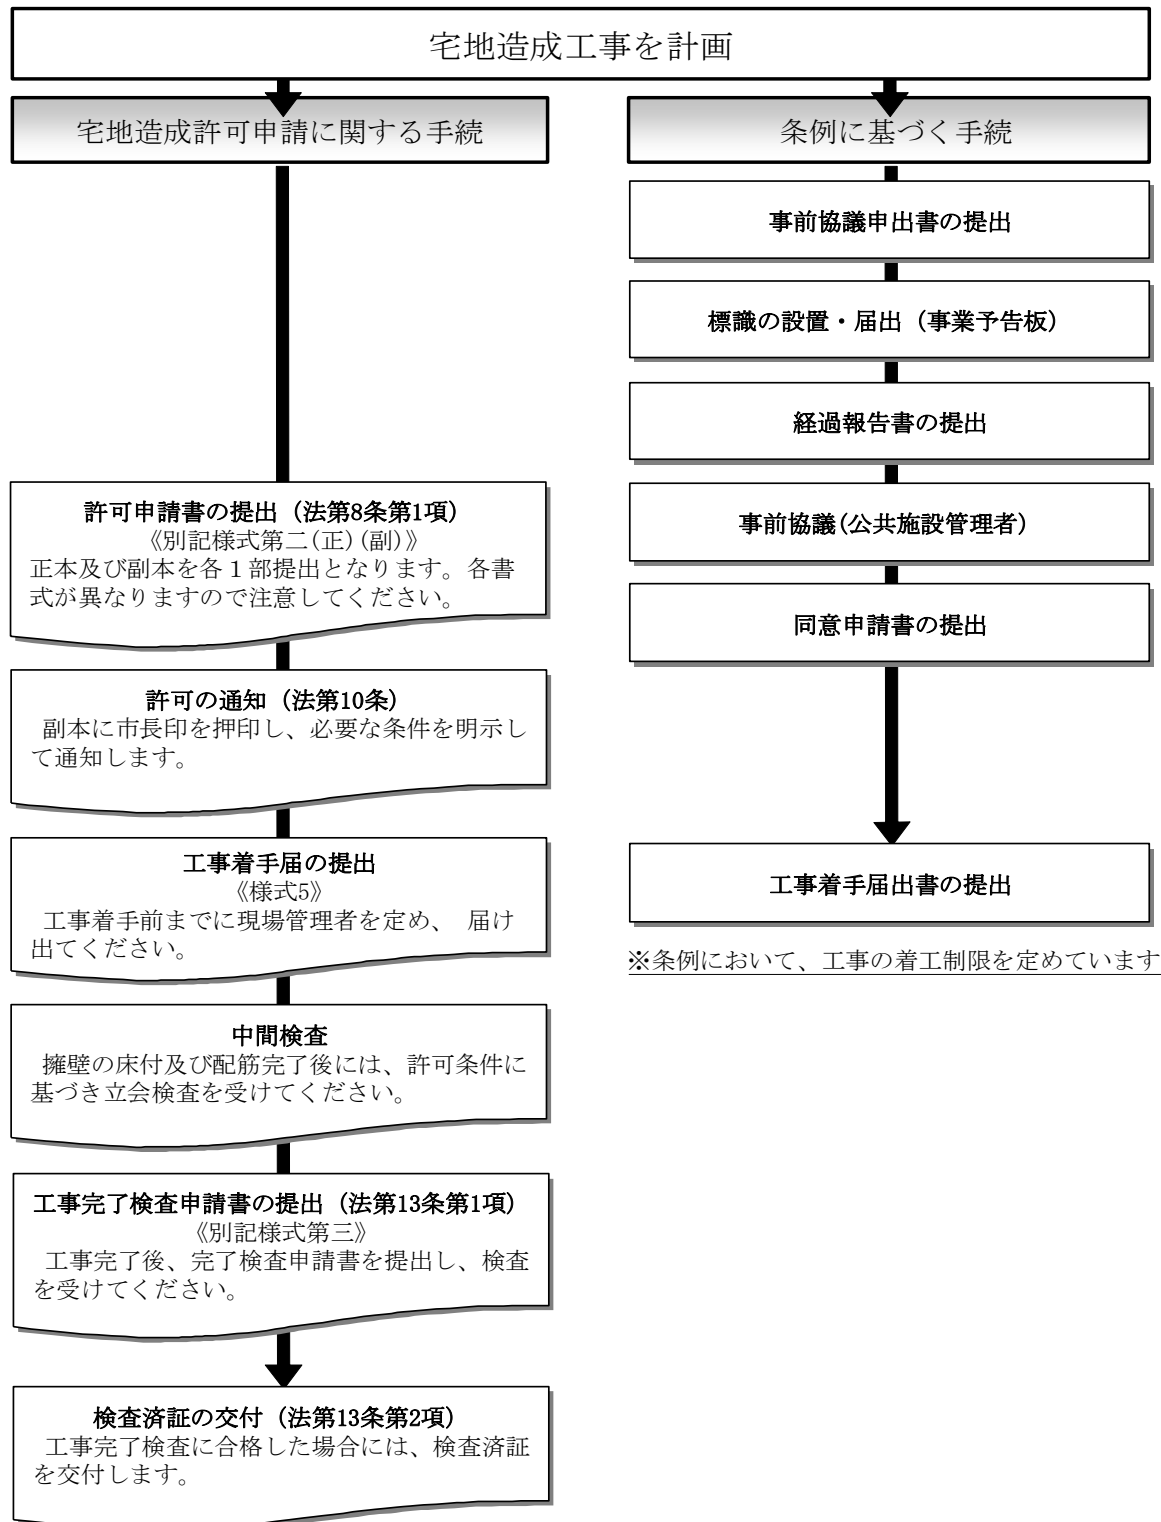 宅地造成工事を計画
宅地造成許可申請に関する手続
許可申請書の提出（法第8条第1項）
《別記様式第二(正)(副)》
正本及び副本を各１部提出となります。各書
式が異なりますので注意してください。
許可の通知（法第10条）
副本に市長印を押印し、必要な条件を明示し
て通知します。
工事着手届の提出
《様式5》
工事着手前までに現場管理者を定め、 届け
出てください。
中間検査
擁壁の床付及び配筋完了後には、許可条件に
基づき立会検査を受けてください。
工事完了検査申請書の提出（法第13条第1項）
《別記様式第三》
工事完了後、完了検査申請書を提出し、検査
を受けてください。
検査済証の交付（法第13条第2項）
工事完了検査に合格した場合には、検査済証
を交付します。
条例に基づく手続
事前協議申出書の提出
標識の設置・届出（事業予告板）
経過報告書の提出
事前協議(公共施設管理者)
同意申請書の提出
工事着手届出書の提出
※条例において、工事の着工制限を定めています